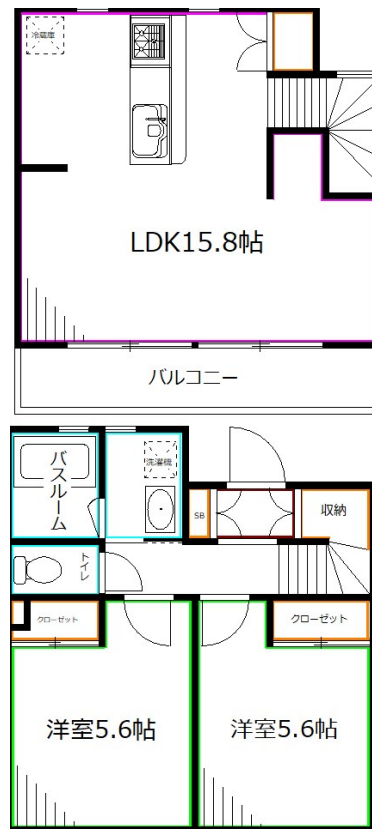 冷蔵庫
LDK15.8帖
バルコニー
バスルーム
洗濯機
SB
収納
トイレ
クローゼット
クローゼット
洋室5.6帖
洋室5.6帖